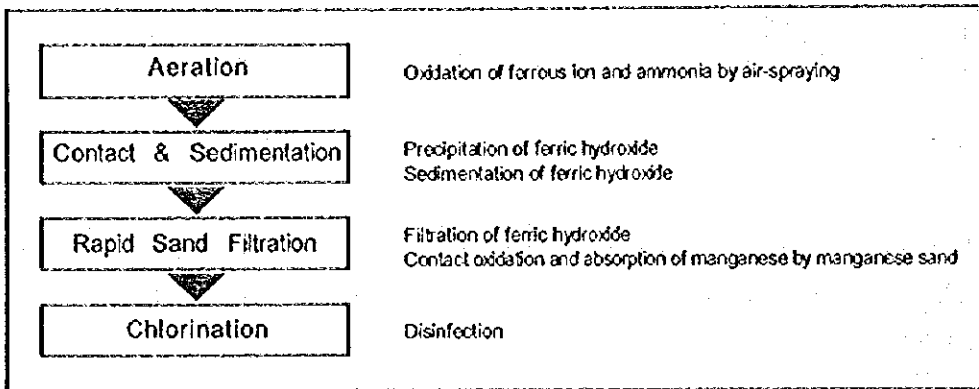 Aeration
Oxidation of ferrous ion and ammonia by air-spraying
Contact & Sedimentation
Precipitation of ferric hydroxide
Sedimentation of ferric hydroxide
Rapid Sand Filtration
Filtration of ferric hydroxide
Contact oxidation and absorption of manganese by manganese sand
Chlorination
Disinfection